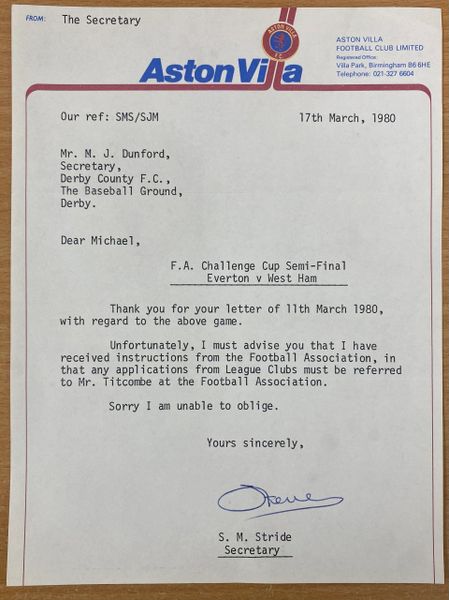 FROM: The Secretary
ASTON VILLA
F.C.
Aston Villa
ASTON VILLA
FOOTBALL CLUB LIMITED
Registered Office:
Villa Park, Birmingham B6 6HE
Telephone: 021-327 6604
Our ref: SMS/SJM 17th March, 1980
Mr. M. J. Dunford,
Secretary,
Derby County F.C.,
The Baseball Ground,
Derby.
Dear Michael,
F.A. Challenge Cup Semi-Final
Everton v West Ham
Thank you for your letter of 11th March 1980,
with regard to the above game.
Unfortunately, I must advise you that I have
received instructions from the Football Association, in
that any applications from League Clubs must be referred
to Mr. Titcombe at the Football Association.
Sorry I am unable to oblige.
Yours sincerely,
Steve
S. M. Stride
Secretary